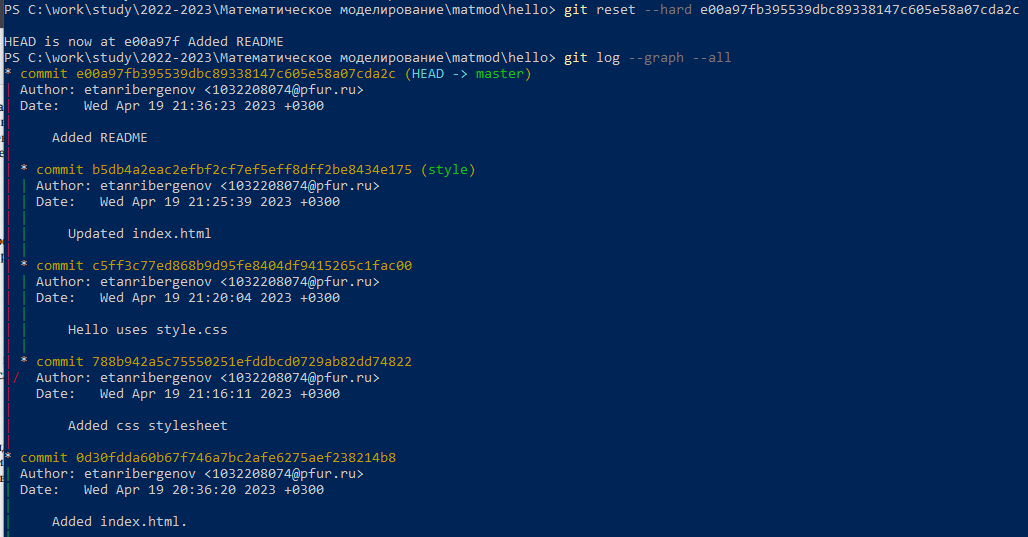 PS C:\work\study\2022-2023\Математическое моделирование\matmod\hello> git reset --hard e00a97fb395539dbc89338147c605e58a07cda2c
HEAD is now at e00a97f Added README
PS C:\work\study\2022-2023\Математическое моделирование\matmod\hello> git log --graph --all
* commit e00a97fb395539dbc89338147c605e58a07cda2c (HEAD -> master)
| Author: etanribergenov <1032208074@pfur.ru>
| Date:   Wed Apr 19 21:36:23 2023 +0300
|
|     Added README
|
| * commit b5db4a2eac2efbf2cf7ef5eff8dff2be8434e175 (style)
| | Author: etanribergenov <1032208074@pfur.ru>
| | Date:   Wed Apr 19 21:25:39 2023 +0300
| |
| |     Updated index.html
| |
| * commit c5ff3c77ed868b9d95fe8404df9415265c1fac00
| | Author: etanribergenov <1032208074@pfur.ru>
| | Date:   Wed Apr 19 21:20:04 2023 +0300
| |
| |     Hello uses style.css
| |
| * commit 788b942a5c75550251efddbcd0729ab82dd74822
|/  Author: etanribergenov <1032208074@pfur.ru>
|   Date:   Wed Apr 19 21:16:11 2023 +0300
|
|       Added css stylesheet
|
* commit 0d30fdda60b67f746a7bc2afe6275aef238214b8
| Author: etanribergenov <1032208074@pfur.ru>
| Date:   Wed Apr 19 20:36:20 2023 +0300
|
|     Added index.html.
|